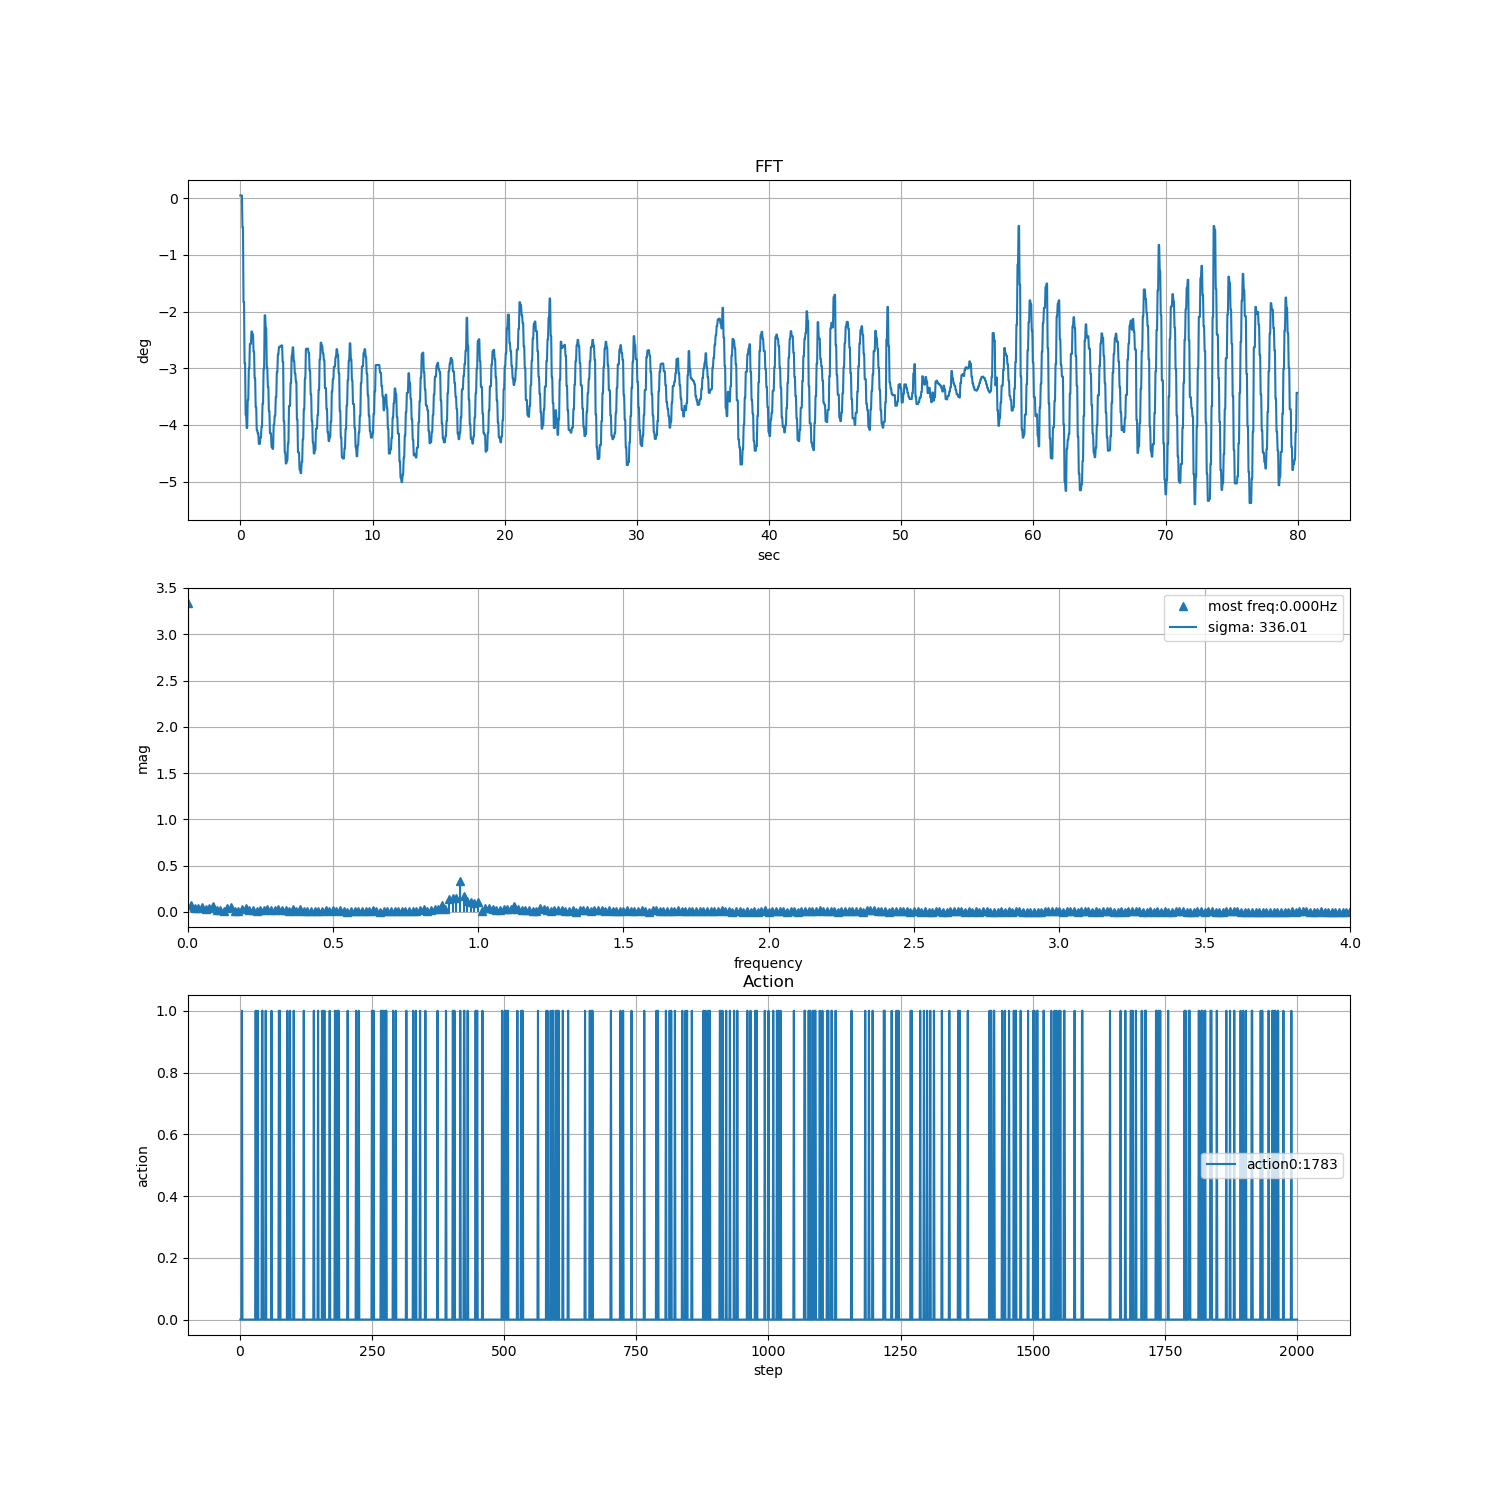 FFT
0
−1
−2
−3
−4
−5
deg
0 10 20 30 40 50 60 70 80
sec
3.5
3.0
2.5
2.0
1.5
1.0
0.5
0.0
mag
most freq:0.000Hz
sigma: 336.01
0.0 0.5 1.0 1.5 2.0 2.5 3.0 3.5 4.0
frequency
Action
1.0
0.8
0.6
0.4
0.2
0.0
action
action0:1783
0 250 500 750 1000 1250 1500 1750 2000
step